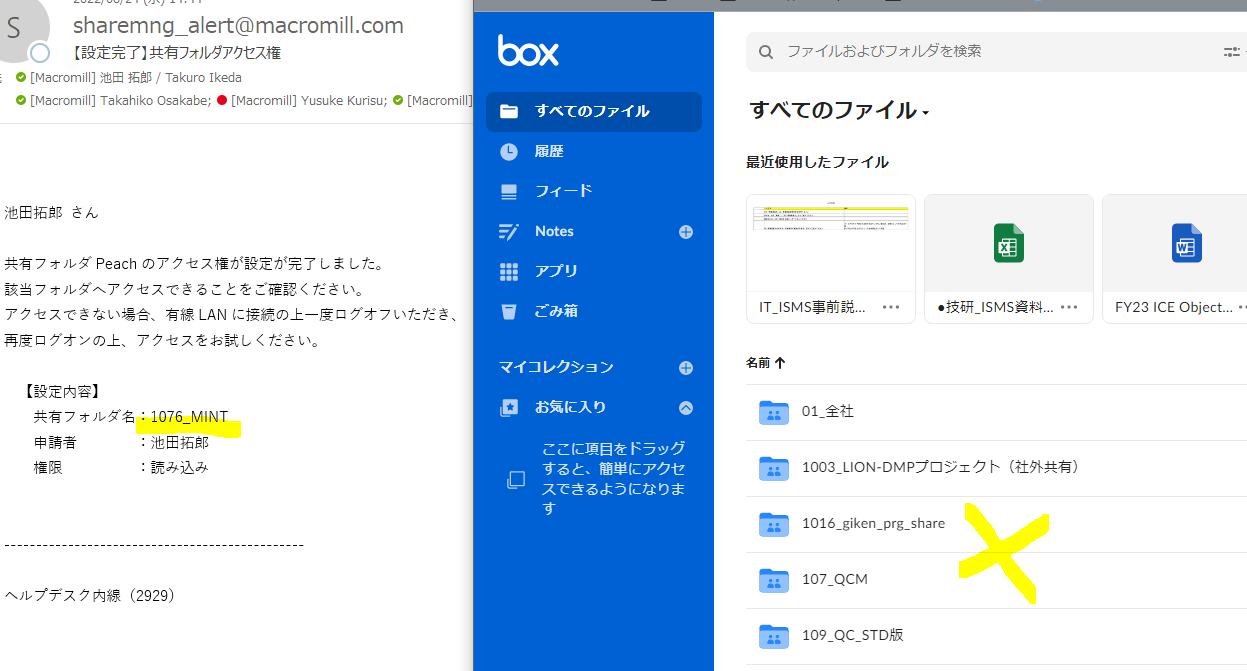 S
sharemng_alert@macromill.com
【設定完了】共有フォルダアクセス権
[Macromill] 池田 拓郎 / Takuro Ikeda
[Macromill] Takahiko Osakabe; [Macromill] Yusuke Kurisu; [Macromill]
池田拓郎 さん
共有フォルダ Peach のアクセス権が設定が完了しました。
該当フォルダへアクセスできることをご確認ください。
アクセスできない場合、有線 LAN に接続の上一度ログオフいただき、
再度ログオンの上、アクセスをお試しください。
【設定内容】
共有フォルダ名：1076_MINT
申請者　　　　：池田拓郎
権限　　　　　：読み込み
------------------------------------------------
ヘルプデスク内線（2929）
box
すべてのファイル
履歴
フィード
Notes
アプリ
ごみ箱
マイコレクション
お気に入り
ここに項目をドラッグ
すると、簡単にアクセ
スできるようになりま
す
ファイルおよびフォルダを検索
すべてのファイル
最近使用したファイル
IT_ISMS事前説... ●技研_ISMS資料... FY23 ICE Object...
名前 ↑
01_全社
1003_LION-DMPプロジェクト（社外共有）
1016_giken_prg_share
107_QCM
109_QC_STD版